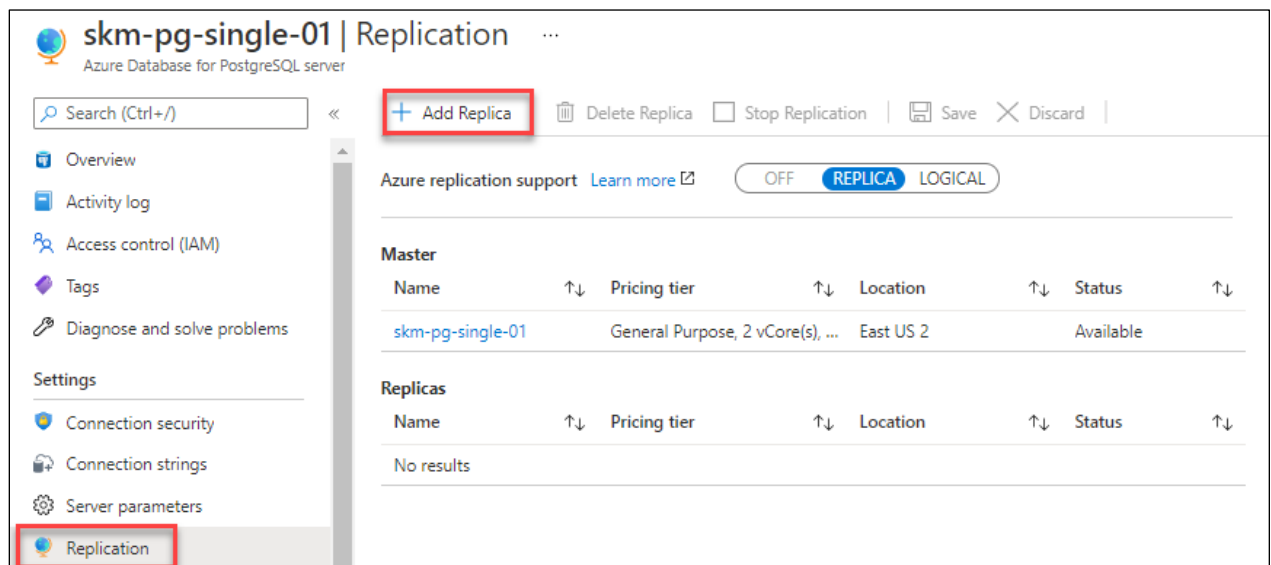 skm-pg-single-01 | Replication ...
Azure Database for PostgreSQL server
Search (Ctrl+/) «
Overview
Activity log
Access control (IAM)
Tags
Diagnose and solve problems
Settings
Connection security
Connection strings
Server parameters
Replication
+ Add Replica Delete Replica Stop Replication | Save Discard |
Azure replication support Learn more OFF REPLICA LOGICAL
Master
Name ↑↓ Pricing tier ↑↓ Location ↑↓ Status ↑↓
skm-pg-single-01 General Purpose, 2 vCore(s), ... East US 2 Available
Replicas
Name ↑↓ Pricing tier ↑↓ Location ↑↓ Status ↑↓
No results